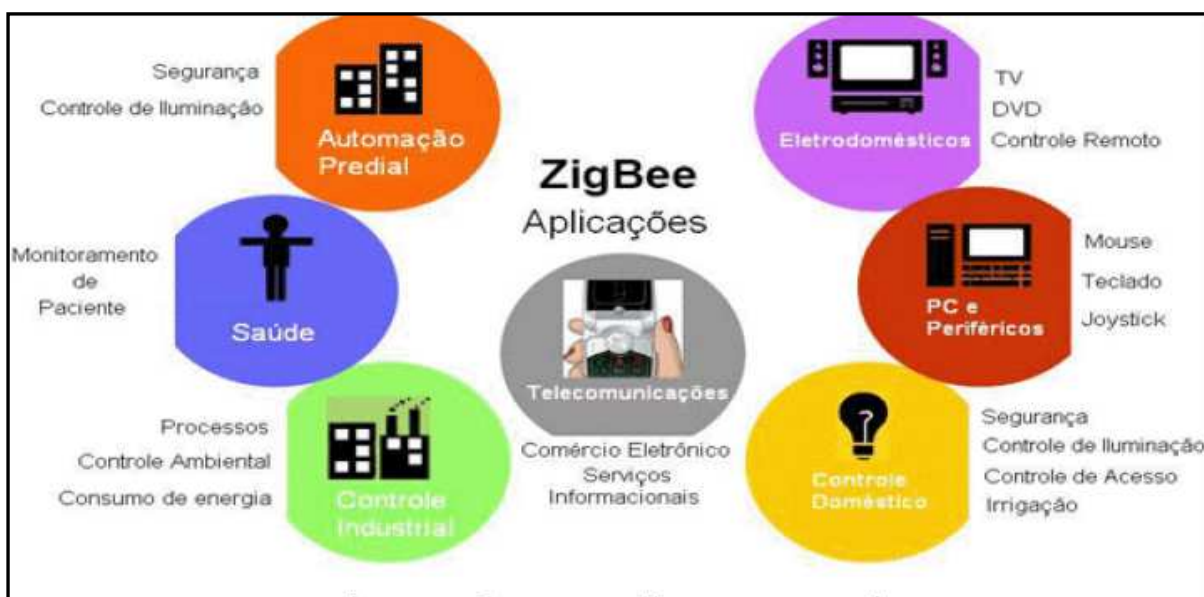 ZigBee
Aplicações
Segurança
Controle de Iluminação
Automação
Predial
Monitoramento
de
Paciente
Saúde
Processos
Controle Ambiental
Consumo de energia
Controle
Industrial
Telecomunicações
Comércio Eletrônico
Serviços
Informacionais
Eletrodomésticos
TV
DVD
Controle Remoto
PC e
Periféricos
Mouse
Teclado
Joystick
Controle
Doméstico
Segurança
Controle de Iluminação
Controle de Acesso
Irrigação